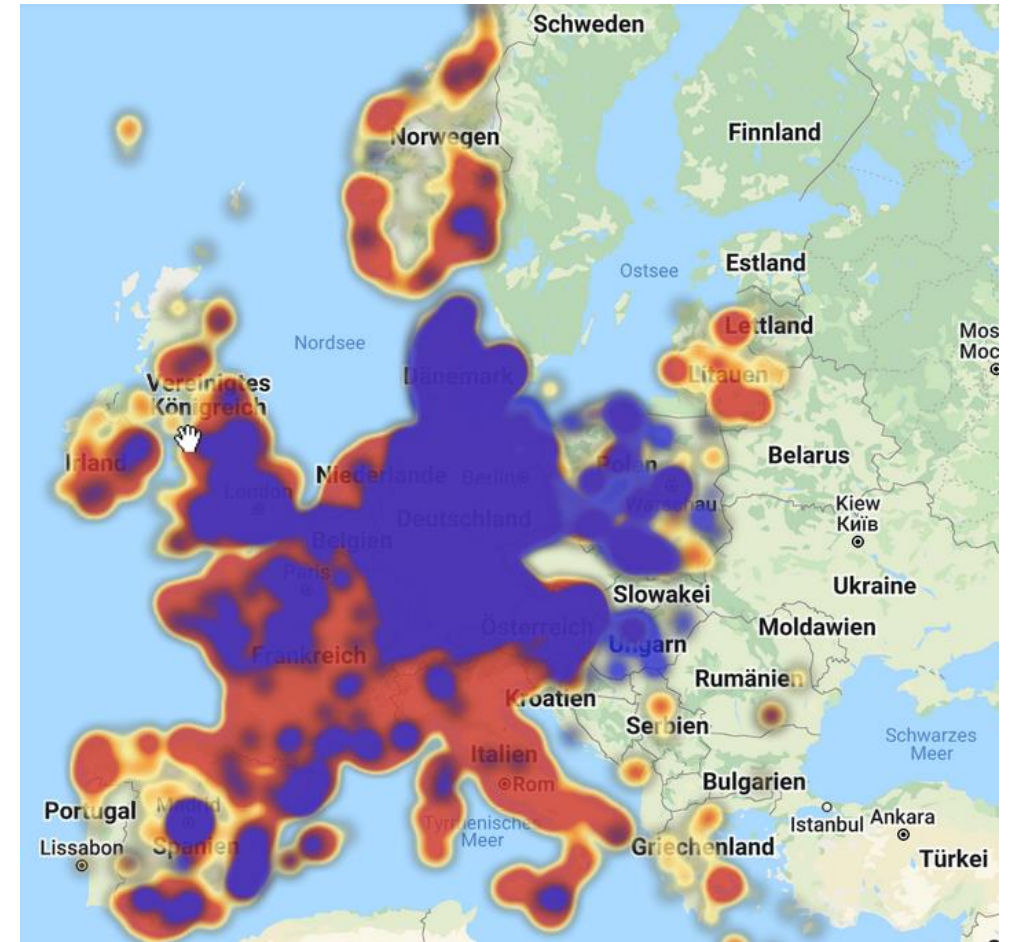 Schweden
Norwegen
Finnland
Ostsee
Estland
Lettland
Mos
Мос
Nordsee
Litauen
Vereinigtes
Königreich
Dänemark
Irland
London
Niederlande
Berlin
Polen
Warschau
Belarus
Deutschland
Belgien
Kiew
Київ
Paris
Slowakei
Ukraine
Österreich
Ungarn
Moldawien
Frankreich
Rumänien
Kroatien
Serbien
Italien
Rom
Schwarzes
Meer
Bulgarien
Portugal
Madrid
Spanien
Lissabon
Tyrrhenisches
Meer
Griechenland
Istanbul
Ankara
Türkei